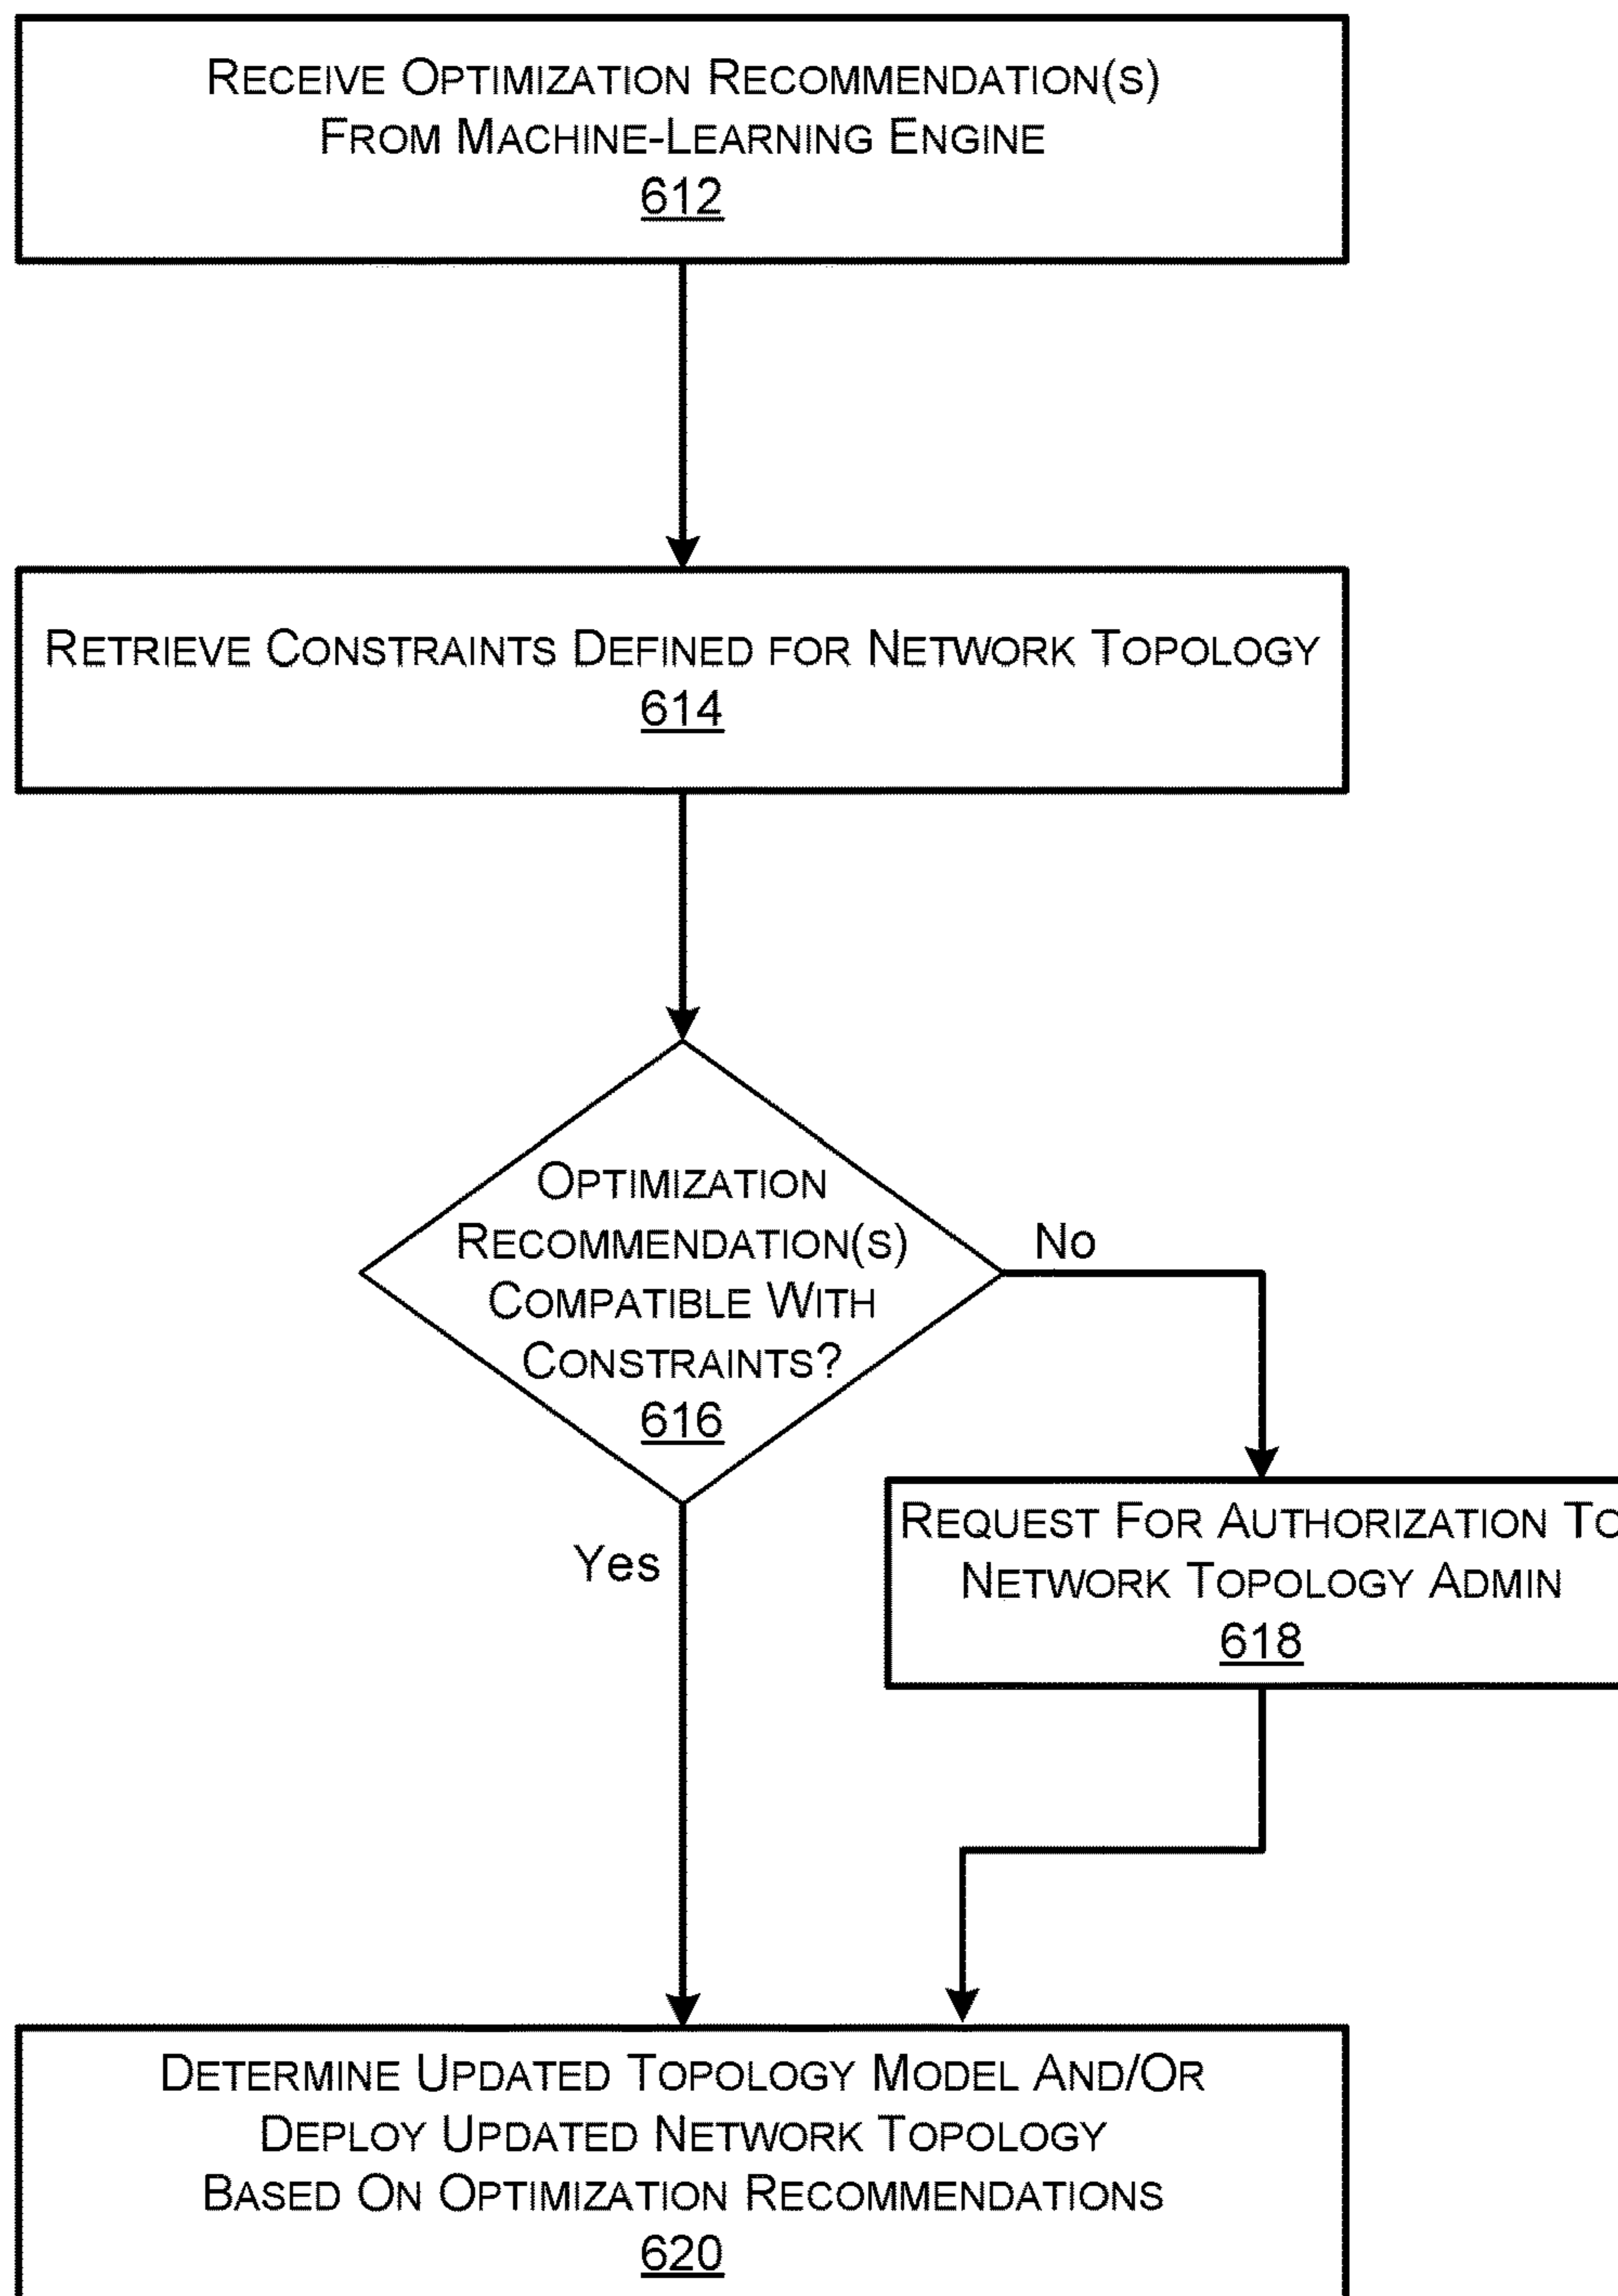 RECEIVE OPTIMIZATION RECOMMENDATION(S)
FROM MACHINE-LEARNING ENGINE
612
RETRIEVE CONSTRAINTS DEFINED FOR NETWORK TOPOLOGY
614
OPTIMIZATION
RECOMMENDATION(S)
COMPATIBLE WITH
CONSTRAINTS?
616
No
Yes
REQUEST FOR AUTHORIZATION TO
NETWORK TOPOLOGY ADMIN
618
DETERMINE UPDATED TOPOLOGY MODEL AND/OR
DEPLOY UPDATED NETWORK TOPOLOGY
BASED ON OPTIMIZATION RECOMMENDATIONS
620